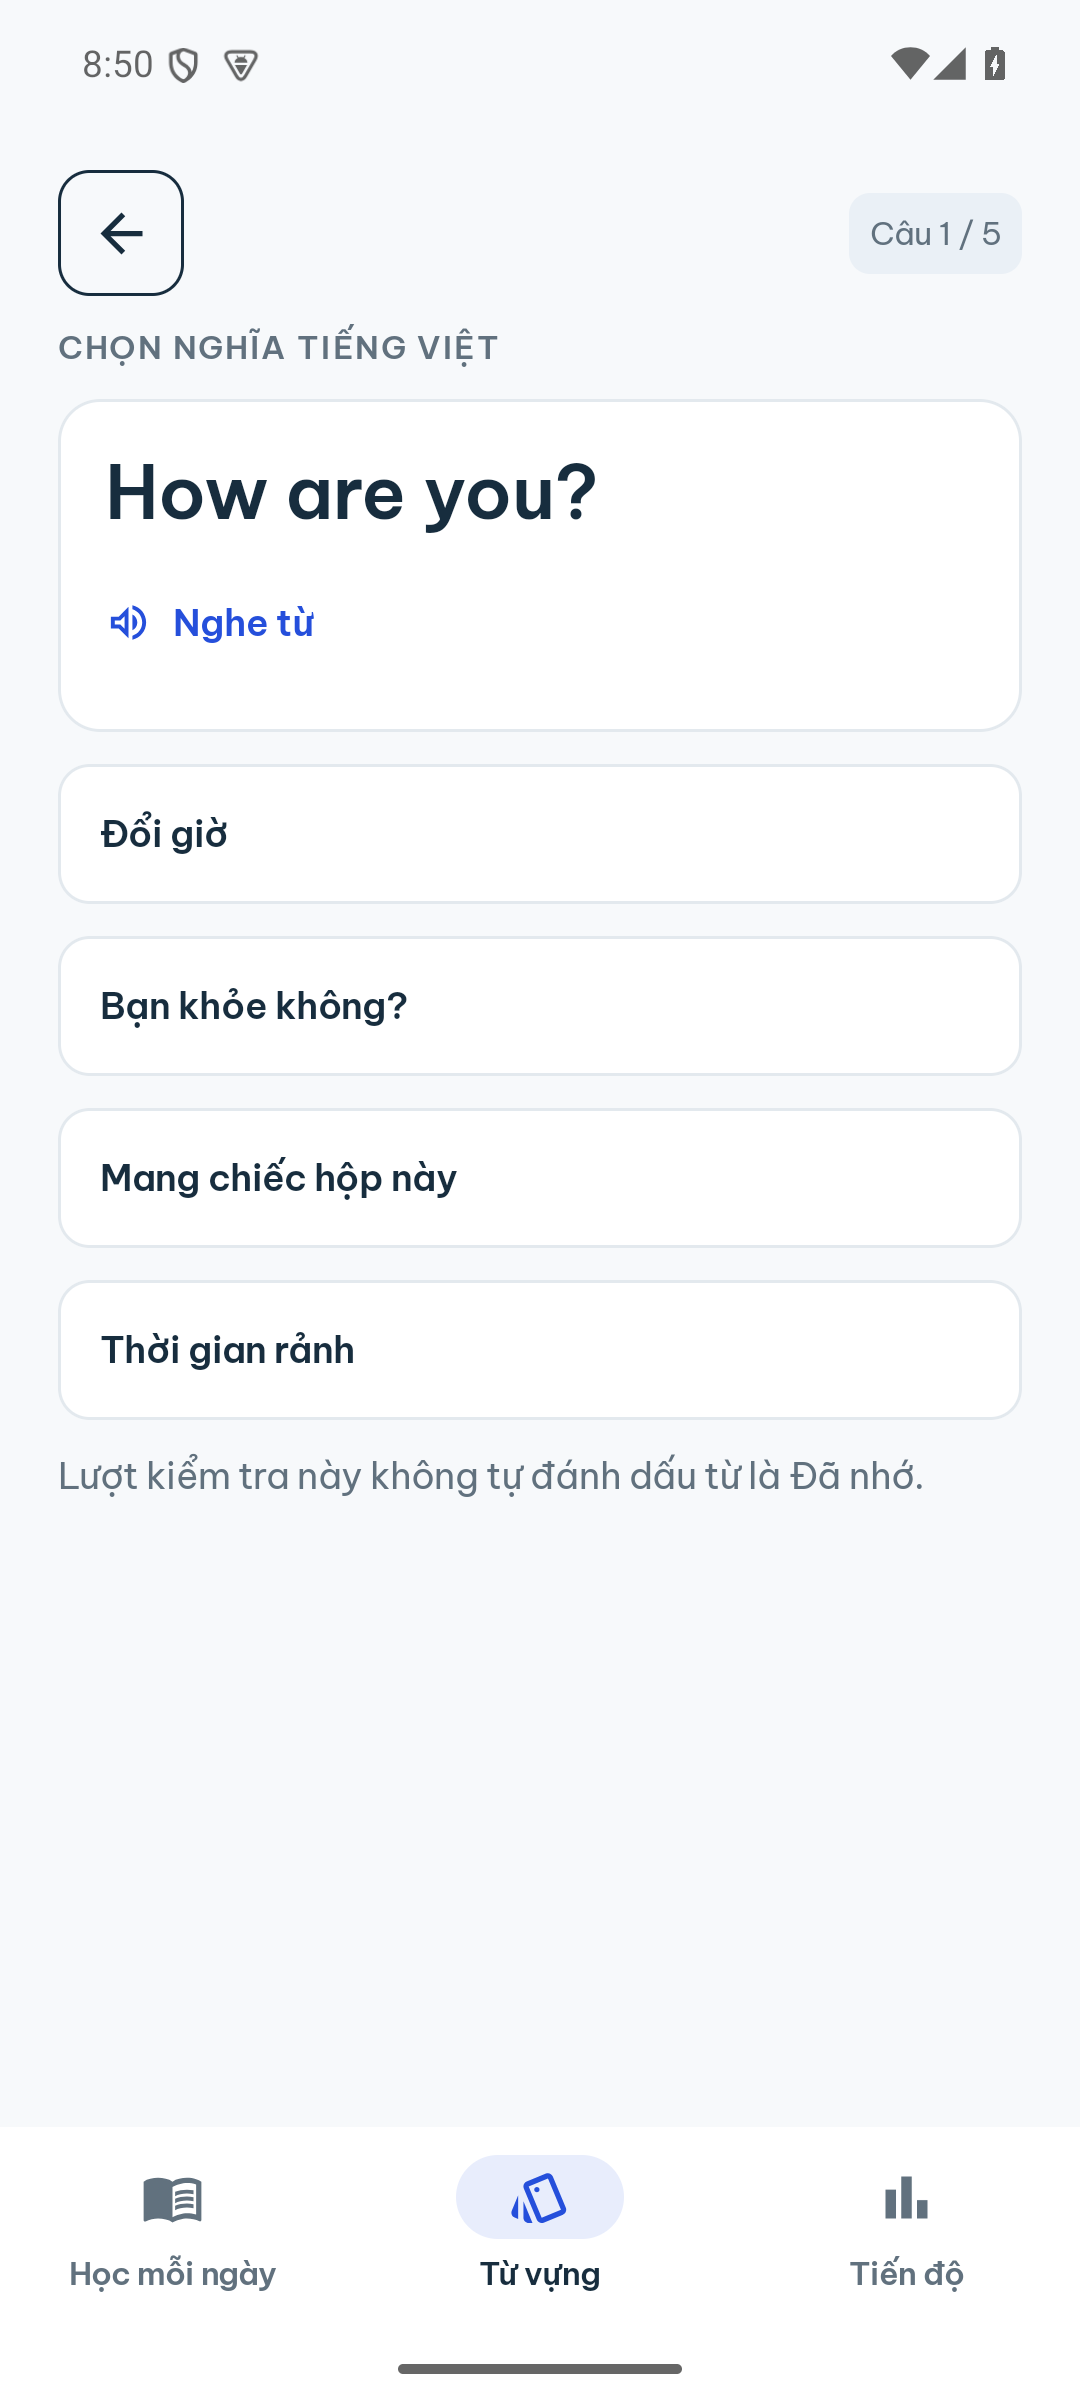 8:50
Câu 1 / 5
CHỌN NGHĨA TIẾNG VIỆT
How are you?
Nghe từ
Đổi giờ
Bạn khỏe không?
Mang chiếc hộp này
Thời gian rảnh
Lượt kiểm tra này không tự đánh dấu từ là Đã nhớ.
Học mỗi ngày
Từ vựng
Tiến độ